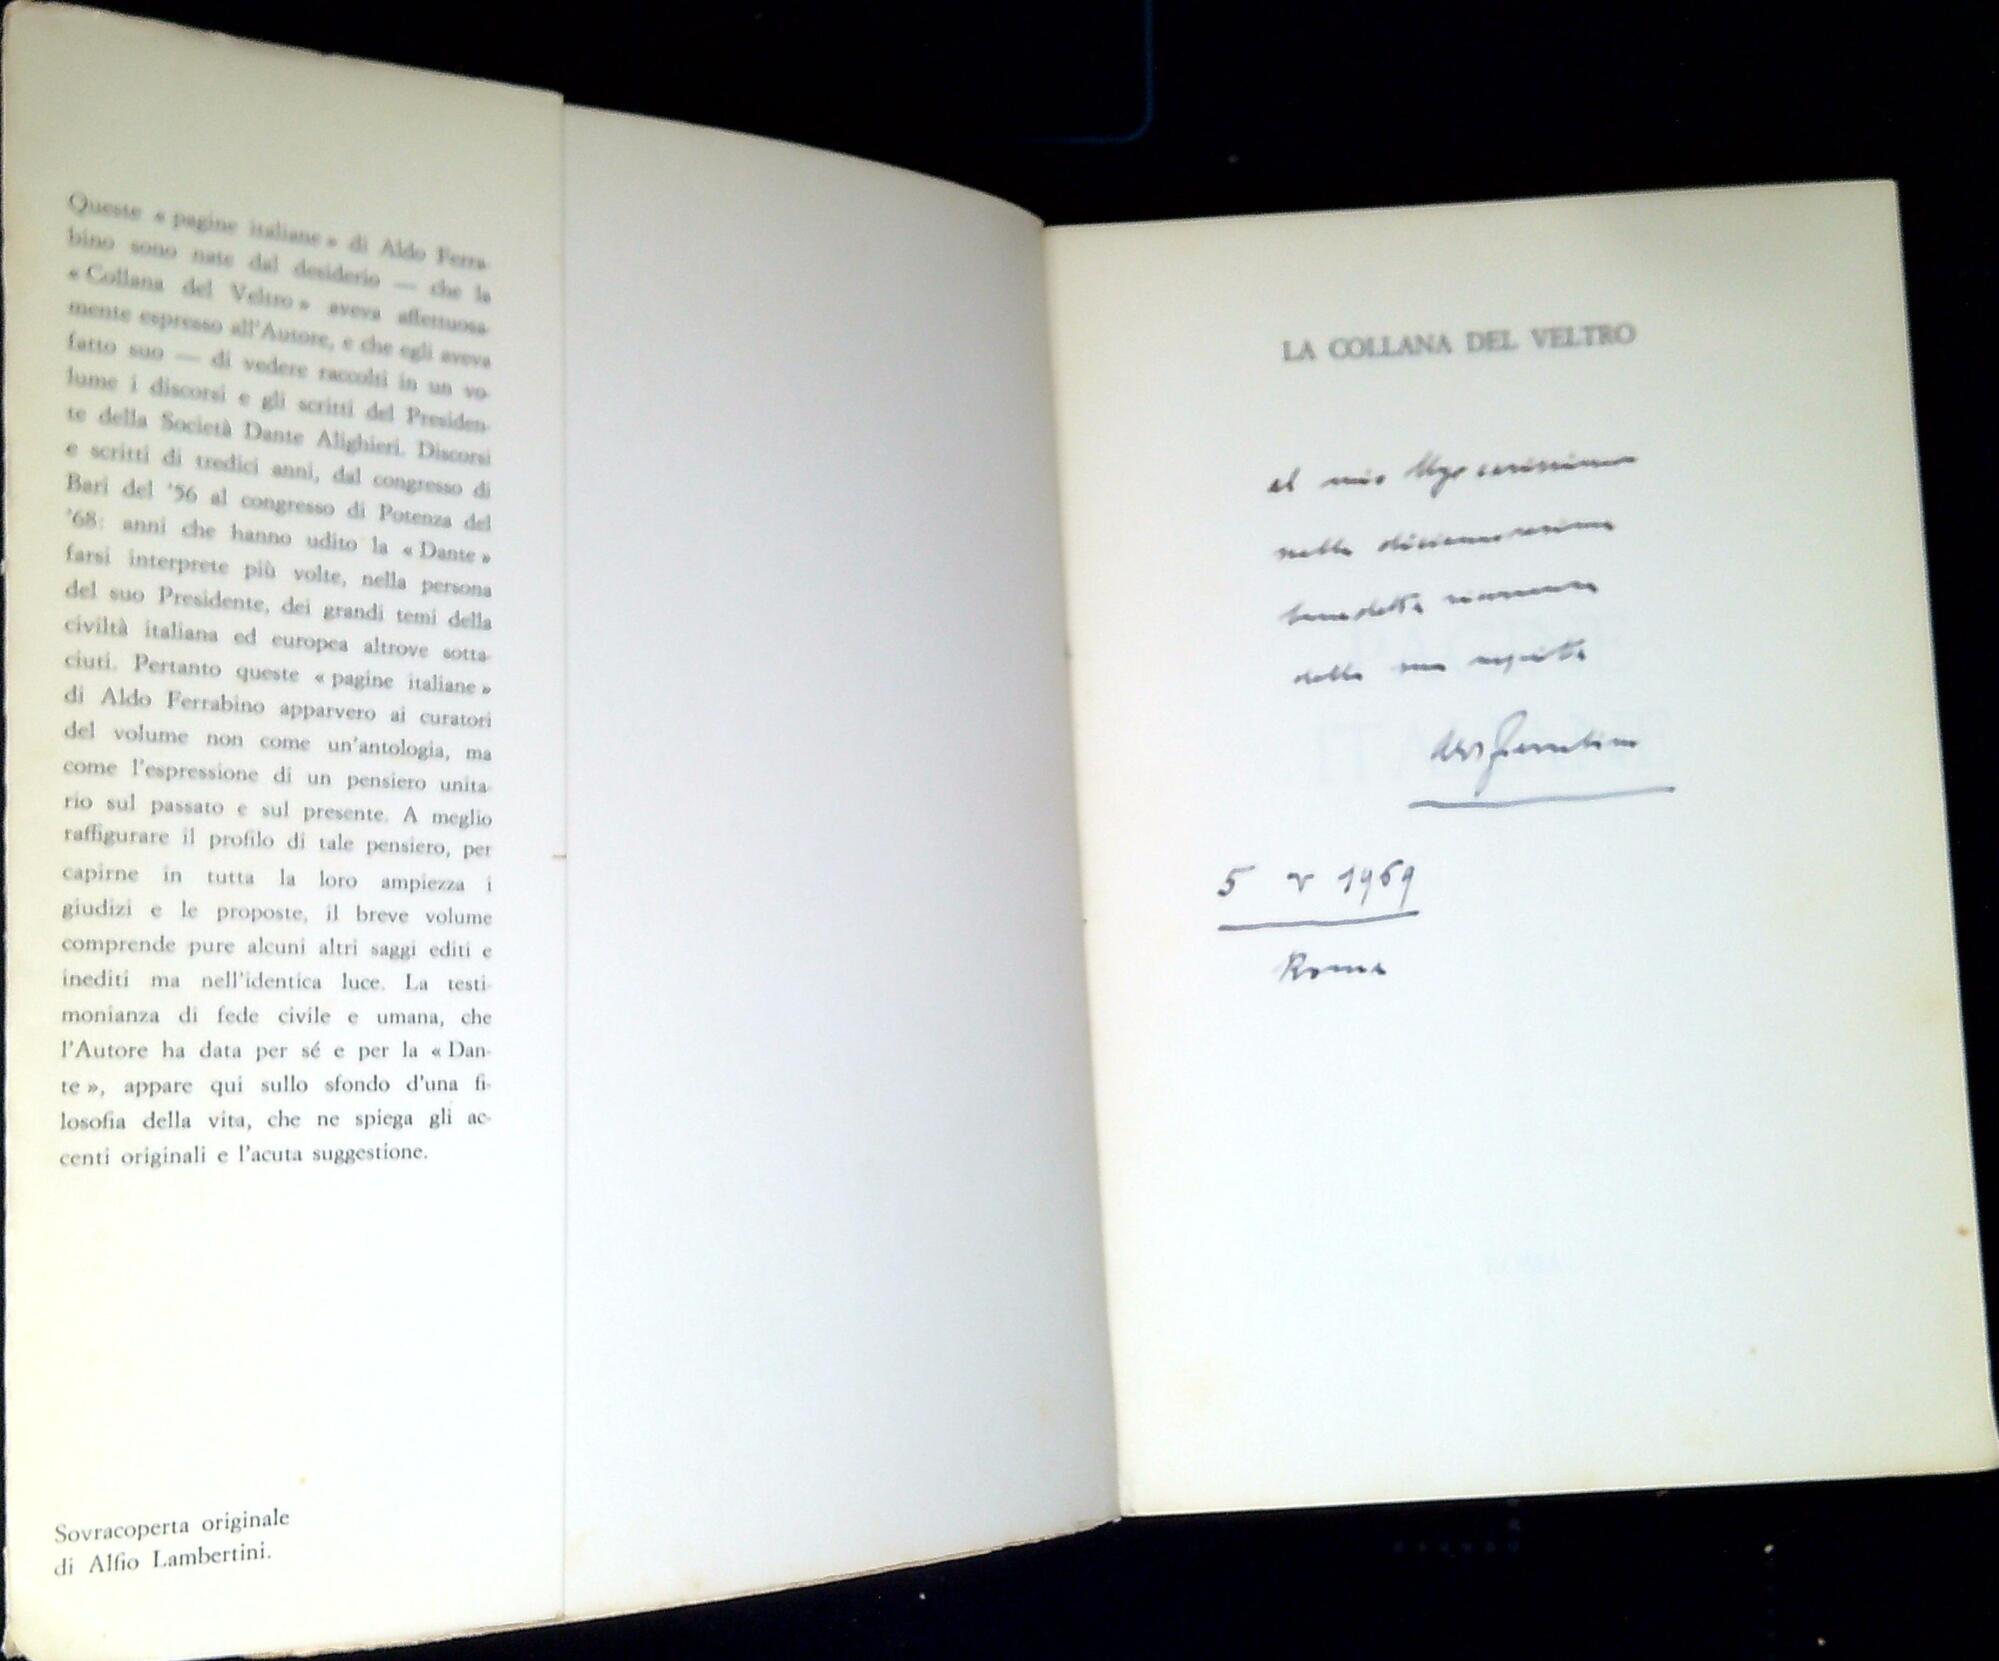 Queste « pagine italiane » di Aldo Ferra-
bino sono nate dal desiderio — che la
« Collana del Veltro » aveva affettuosa-
mente espresso all'Autore, e che egli aveva
fatto suo — di vedere raccolti in un vo-
lume i discorsi e gli scritti del Presiden-
te della Società Dante Alighieri. Discorsi
e scritti di tredici anni, dal congresso di
Bari del '56 al congresso di Potenza del
'68: anni che hanno udito la « Dante »
farsi interprete più volte, nella persona
del suo Presidente, dei grandi temi della
civiltà italiana ed europea altrove sotta-
ciuti. Pertanto queste « pagine italiane »
di Aldo Ferrabino apparvero ai curatori
del volume non come un'antologia, ma
come l'espressione di un pensiero unita-
rio sul passato e sul presente. A meglio
raffigurare il profilo di tale pensiero, per
capirne in tutta la loro ampiezza i
giudizi e le proposte, il breve volume
comprende pure alcuni altri saggi editi e
inediti ma nell'identica luce. La testi-
monianza di fede civile e umana, che
l'Autore ha data per sé e per la « Dan-
te », appare qui sullo sfondo d'una fi-
losofia della vita, che ne spiega gli ac-
centi originali e l'acuta suggestione.
Sovracoperta originale
di Alfio Lambertini.
LA COLLANA DEL VELTRO
al mio Ugo carissimo
nella
benedetta
della sua
Aldo Ferrabino
5 V 1969
Roma